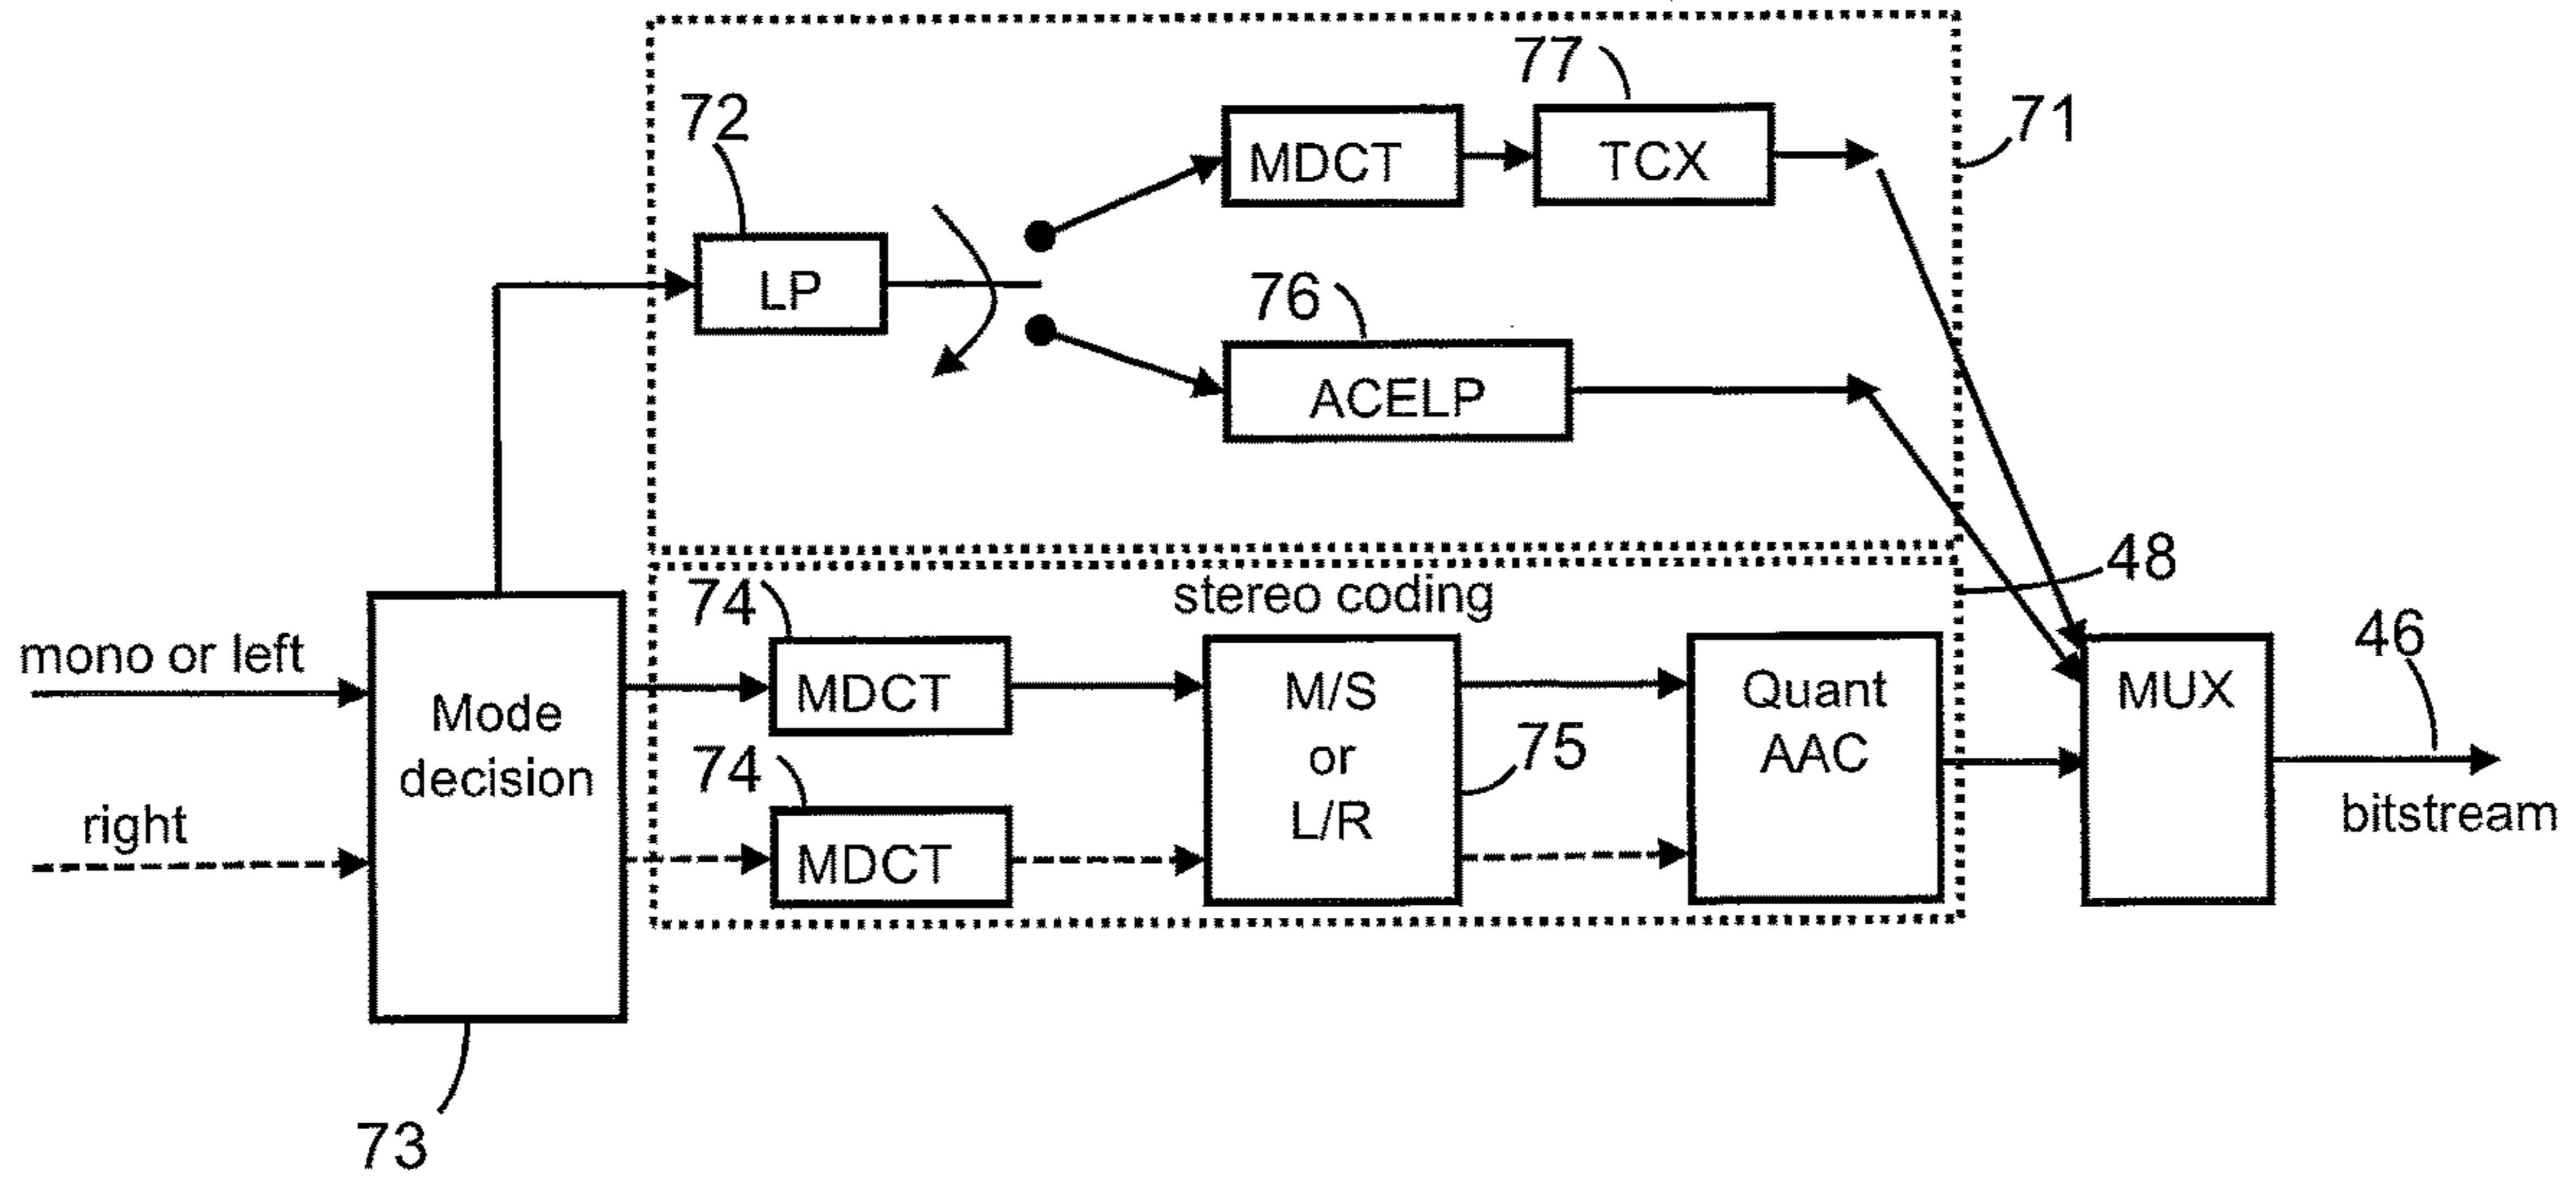 77
72
71
MDCT
TCX
LP
76
ACELP
48
74
stereo coding
46
mono or left
MDCT
M/S
or
L/R
75
Quant
AAC
MUX
Mode
decision
74
right
MDCT
bitstream
73